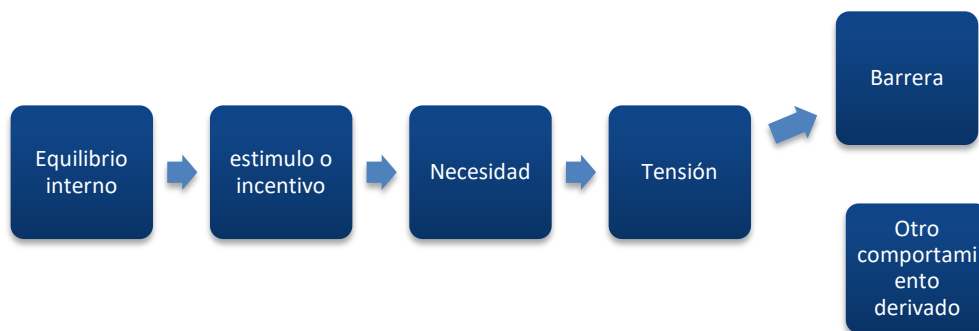 Equilibrio
interno
estimulo o
incentivo
Necesidad
Tensión
Barrera
Otro
comportami
ento
derivado